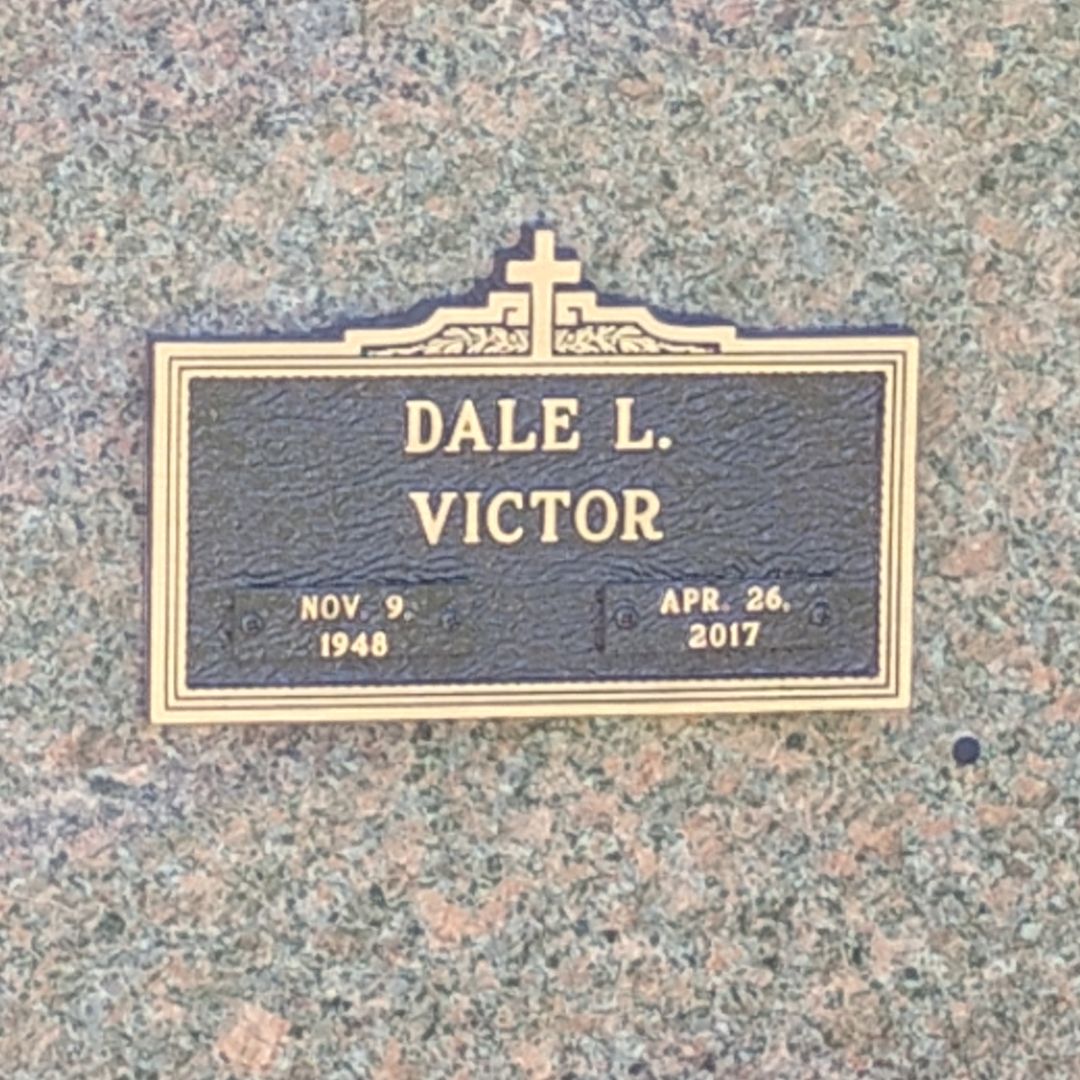 DALE L.
VICTOR
NOV. 9,
1948
APR. 26,
2017